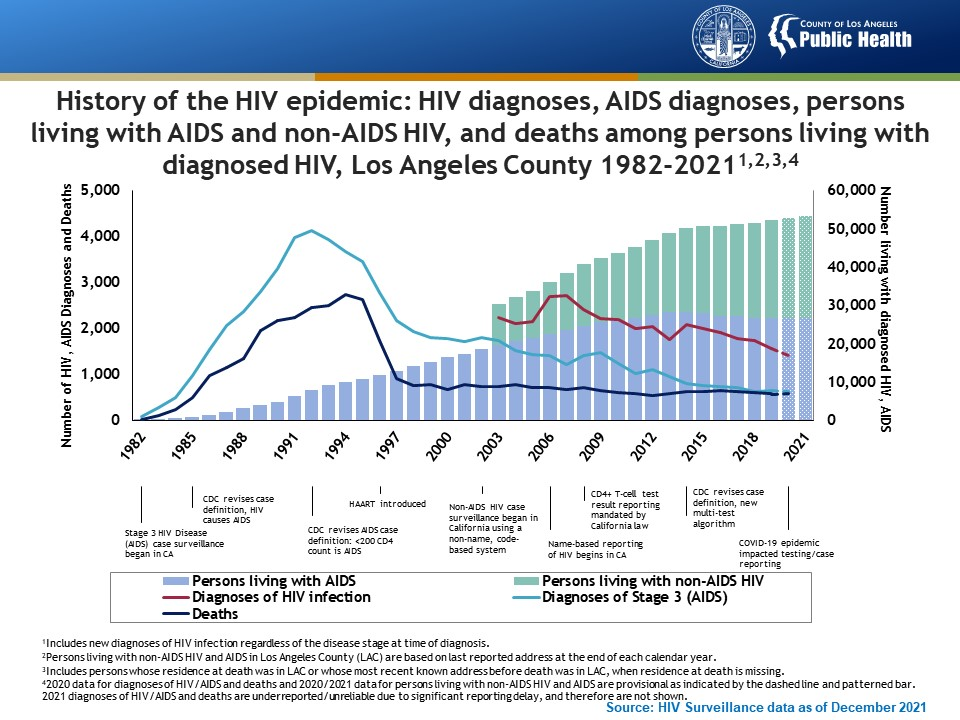 COUNTY OF LOS ANGELES
Public Health
History of the HIV epidemic: HIV diagnoses, AIDS diagnoses, persons
living with AIDS and non-AIDS HIV, and deaths among persons living with
diagnosed HIV, Los Angeles County 1982-2021¹,²,³,⁴
Number of HIV, AIDS Diagnoses and Deaths
5,000
4,000
3,000
2,000
1,000
0
60,000
50,000
40,000
30,000
20,000
10,000
0
Number living with diagnosed HIV, AIDS
1982
1985
1988
1991
1994
1997
2000
2003
2006
2009
2012
2015
2018
2021
Stage 3 HIV Disease
(AIDS) case surveillance
began in CA
CDC revises case
definition, HIV
causes AIDS
CDC revises AIDS case
definition: <200 CD4
count is AIDS
HAART introduced
Non-AIDS HIV case
surveillance began in
California using a
non-name, code-
based system
Name-based reporting
of HIV begins in CA
CD4+ T-cell test
result reporting
mandated by
California law
CDC revises case
definition, new
multi-test
algorithm
COVID-19 epidemic
impacted testing/case
reporting
Persons living with AIDS
Persons living with non-AIDS HIV
Diagnoses of HIV infection
Diagnoses of Stage 3 (AIDS)
Deaths
¹Includes new diagnoses of HIV infection regardless of the disease stage at time of diagnosis.
²Persons living with non-AIDS HIV and AIDS in Los Angeles County (LAC) are based on last reported address at the end of each calendar year.
³Includes persons whose residence at death was in LAC or whose most recent known address before death was in LAC, when residence at death is missing.
⁴2020 data for diagnoses of HIV/AIDS and deaths and 2020/2021 data for persons living with non-AIDS HIV and AIDS are provisional as indicated by the dashed line and patterned bar.
2021 diagnoses of HIV/AIDS and deaths are underreported/unreliable due to significant reporting delay, and therefore are not shown.
Source: HIV Surveillance data as of December 2021